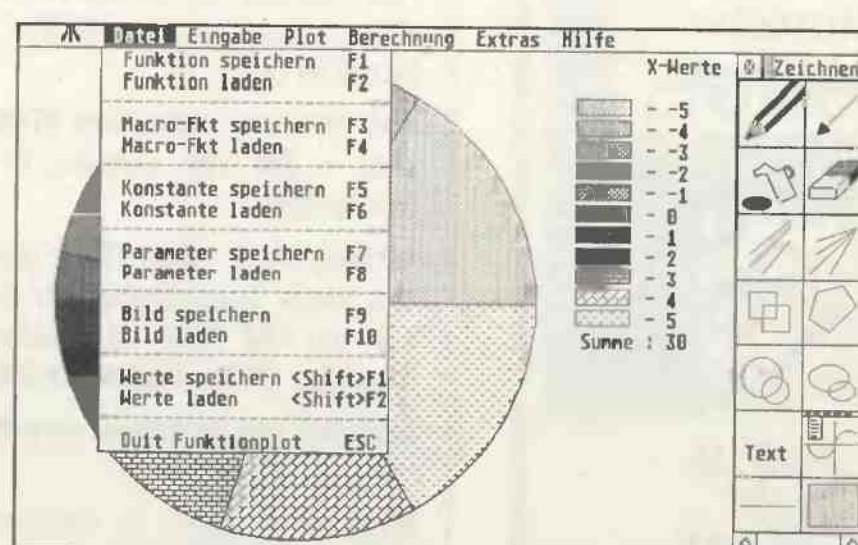 Datei Eingabe Plot Berechnung Extras Hilfe
Funktion speichern F1
Funktion laden F2
Macro-Fkt speichern F3
Macro-Fkt laden F4
Konstante speichern F5
Konstante laden F6
Parameter speichern F7
Parameter laden F8
Bild speichern F9
Bild laden F10
Werte speichern <Shift>F1
Werte laden <Shift>F2
Quit Funktionplot ESC
X-Werte
- -5
- -4
- -3
- -2
- -1
- 0
- 1
- 2
- 3
- 4
- 5
Summe : 30
Zeichnen
Text